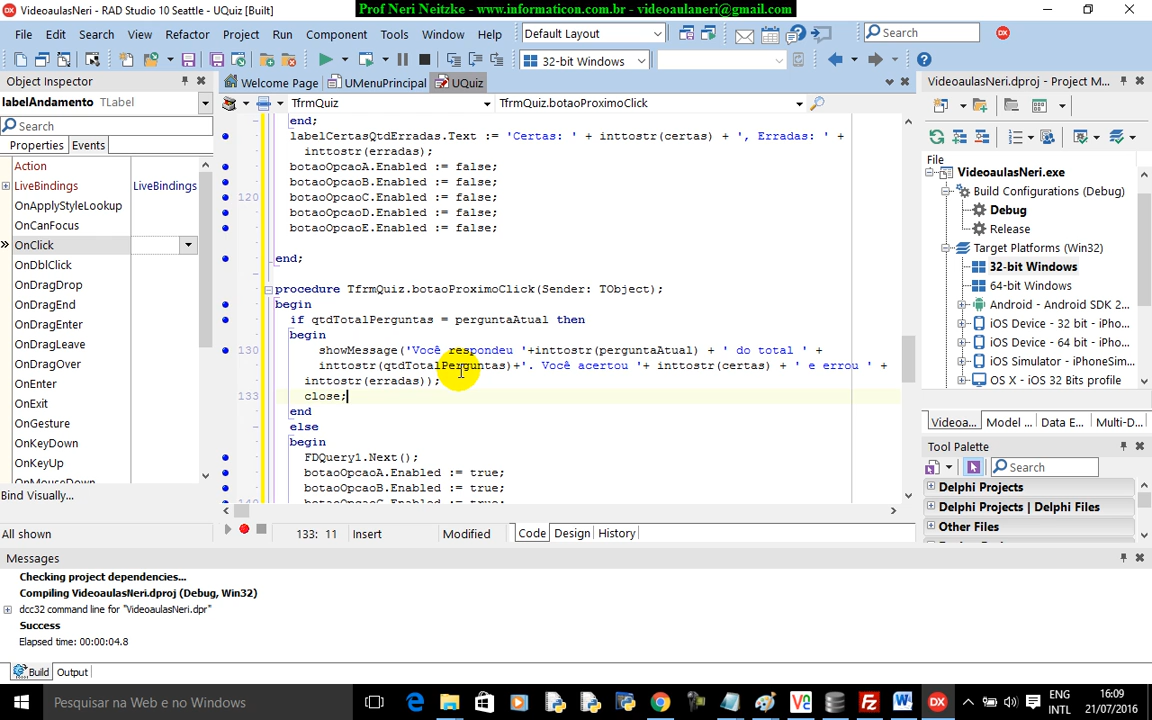 VideoaulasNeri - RAD Studio 10 Seattle - UQuiz [Built]
Prof Neri Neitzke - www.informaticon.com.br - videoaulaneri@gmail.com
File Edit Search View Refactor Project Run Component Tools Window Help
Default Layout
Search
32-bit Windows
Object Inspector
labelAndamento TLabel
Search
Properties Events
Action
LiveBindings LiveBindings
OnApplyStyleLookup
OnCanFocus
OnClick
OnDblClick
OnDragDrop
OnDragEnd
OnDragEnter
OnDragLeave
OnDragOver
OnEnter
OnExit
OnGesture
OnKeyDown
OnKeyUp
OnMouseDown
Bind Visually...
All shown
Welcome Page UMenuPrincipal UQuiz
TfrmQuiz TfrmQuiz.botaoProximoClick
end;
labelCertasQtdErradas.Text := 'Certas: ' + inttostr(certas) + ', Erradas: ' +
inttostr(erradas);
botaoOpcaoA.Enabled := false;
botaoOpcaoB.Enabled := false;
120 botaoOpcaoC.Enabled := false;
botaoOpcaoD.Enabled := false;
botaoOpcaoE.Enabled := false;
end;
procedure TfrmQuiz.botaoProximoClick(Sender: TObject);
begin
if qtdTotalPerguntas = perguntaAtual then
begin
130 showMessage('Você respondeu '+inttostr(perguntaAtual) + ' do total ' +
inttostr(qtdTotalPerguntas)+'. Você acertou '+ inttostr(certas) + ' e errou ' +
inttostr(erradas));
133 close;
end
else
begin
FDQuery1.Next();
botaoOpcaoA.Enabled := true;
botaoOpcaoB.Enabled := true;
133: 11 Insert Modified Code Design History
VideoaulasNeri.dproj - Project M...
File
VideoaulasNeri.exe
Build Configurations (Debug)
Debug
Release
Target Platforms (Win32)
32-bit Windows
64-bit Windows
Android - Android SDK 2...
iOS Device - 32 bit - iPho...
iOS Device - 64 bit - iPho...
iOS Simulator - iPhoneSim...
OS X - iOS 32 Bits profile
Videoa... Model ... Data E... Multi-D...
Tool Palette
Search
Delphi Projects
Delphi Projects | Delphi Files
Other Files
Messages
Checking project dependencies...
Compiling VideoaulasNeri.dproj (Debug, Win32)
dcc32 command line for "VideoaulasNeri.dpr"
Success
Elapsed time: 00:00:04.8
Build Output
Pesquisar na Web e no Windows
ENG
INTL
16:09
21/07/2016